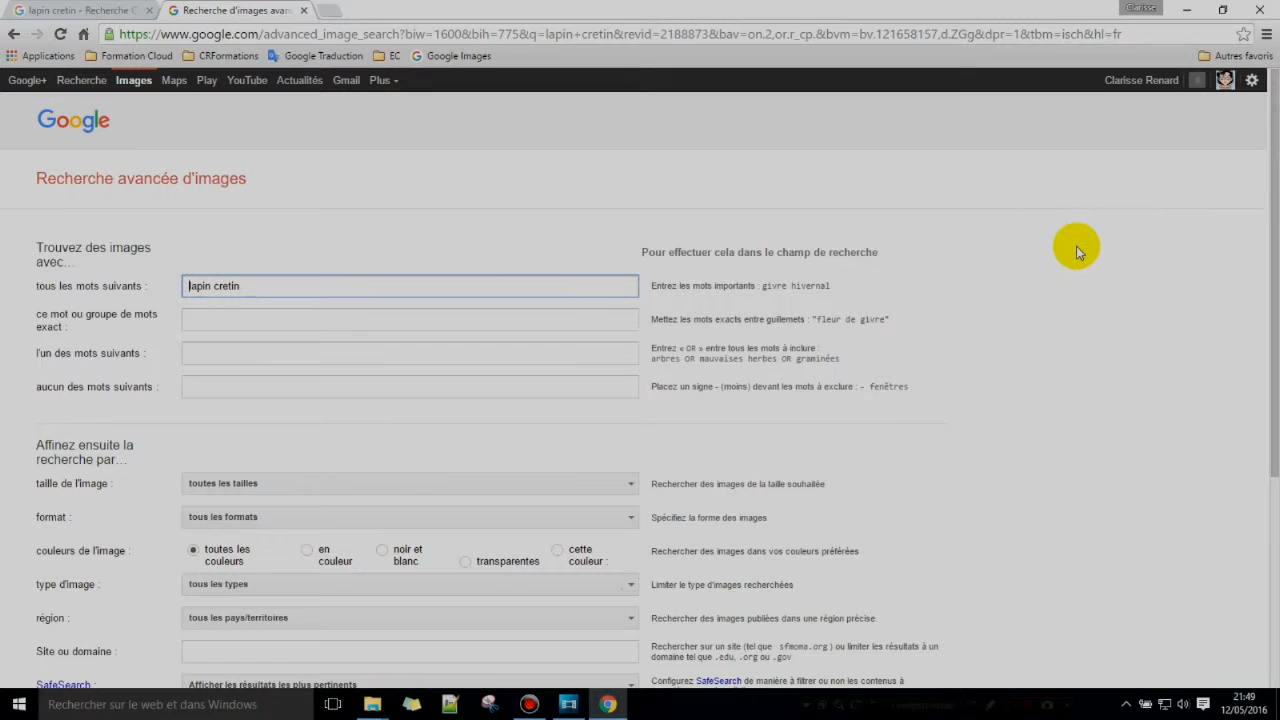 lapin cretin - Recherche G
Recherche d'images avanc
Clarisse
https://www.google.com/advanced_image_search?biw=1600&bih=775&q=lapin+cretin&revid=2188873&bav=on.2,or.r_cp.&bvm=bv.121658157,d.ZGg&dpr=1&tbm=isch&hl=fr
Applications Formation Cloud CRFormations Google Traduction EC Google Images Autres favoris
Google+ Recherche Images Maps Play YouTube Actualités Gmail Plus Clarisse Renard
Google
Recherche avancée d'images
Trouvez des images
avec...
Pour effectuer cela dans le champ de recherche
tous les mots suivants : lapin cretin Entrez les mots importants : givre hivernal
ce mot ou groupe de mots
exact :
Mettez les mots exacts entre guillemets : "fleur de givre"
l'un des mots suivants :
Entrez « OR » entre tous les mots à inclure :
arbres OR mauvaises herbes OR graminées
aucun des mots suivants : Placez un signe - (moins) devant les mots à exclure : - fenêtres
Affinez ensuite la
recherche par...
taille de l'image : toutes les tailles Rechercher des images de la taille souhaitée
format : tous les formats Spécifiez la forme des images
couleurs de l'image :
toutes les
couleurs
en
couleur
noir et
blanc
transparentes
cette
couleur :
Rechercher des images dans vos couleurs préférées
type d'image : tous les types Limiter le type d'images recherchées
région : tous les pays/territoires Rechercher des images publiées dans une région précise.
Site ou domaine :
Rechercher sur un site (tel que sfmoma.org ) ou limiter les résultats à un
domaine tel que .edu, .org ou .gov
SafeSearch : Afficher les résultats les plus pertinents Configurez SafeSearch de manière à filtrer ou non les contenus à
Rechercher sur le web et dans Windows
21:49
12/05/2016